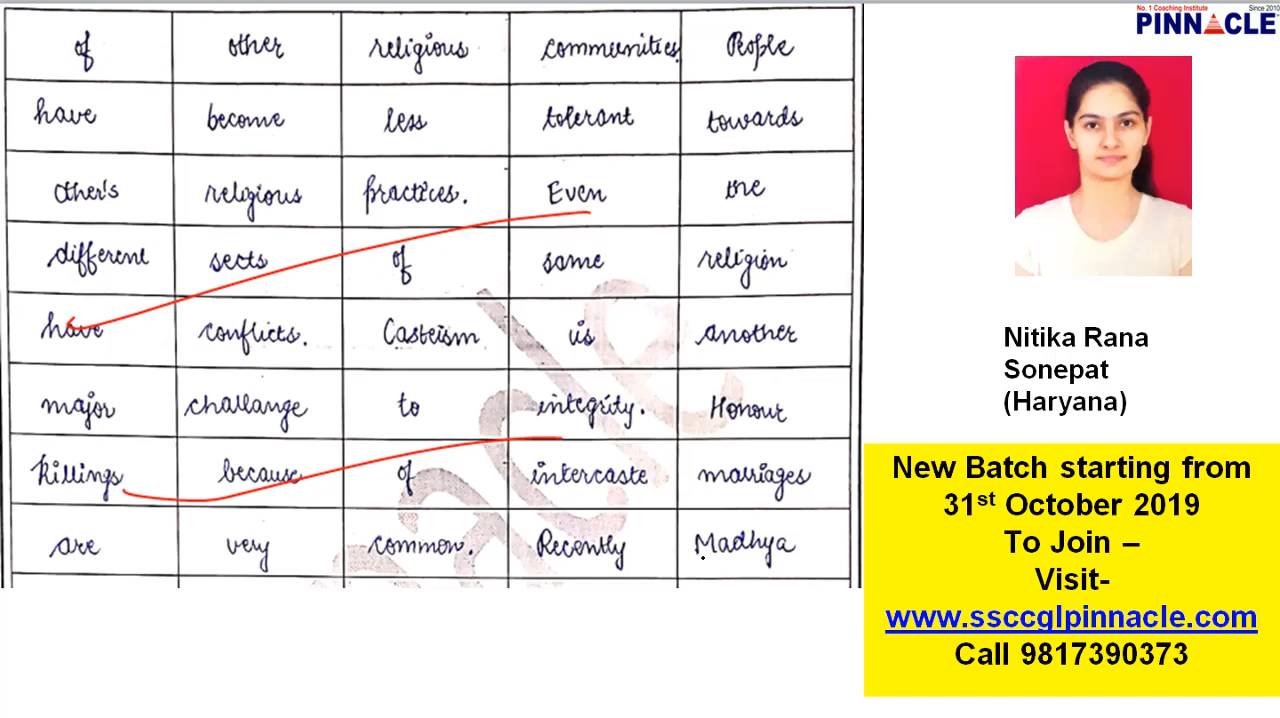 of other religious communities. People
have become less tolerant towards
other's religious practices. Even the
different sects of same religion
have conflicts. Casteism is another
major challange to integrity. Honour
killings because of intercaste marriages
are very common. Recently Madhya
No. 1 Coaching Institute Since 2010
PINNACLE
Nitika Rana
Sonepat
(Haryana)
New Batch starting from
31st October 2019
To Join –
Visit-
www.ssccglpinnacle.com
Call 9817390373